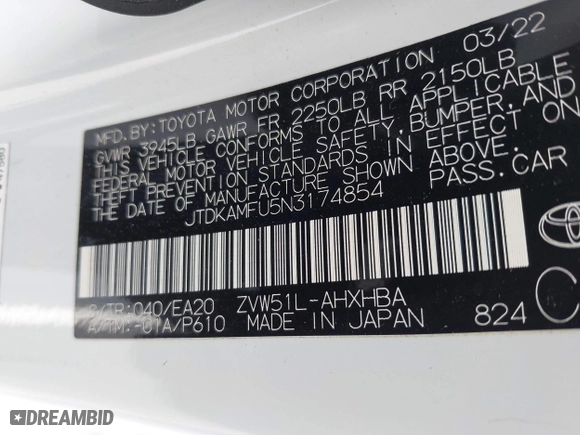 MFD.BY:TOYOTA MOTOR CORPORATION 03/22
GVWR 3945LB GAWR FR 2250LB RR 2150LB
THIS VEHICLE CONFORMS TO ALL APPLICABLE
FEDERAL MOTOR VEHICLE SAFETY, BUMPER, AND
THEFT PREVENTION STANDARDS IN EFFECT ON
THE DATE OF MANUFACTURE SHOWN ABOVE.
JTDKAMFU5N3174854 PASS.CAR
C/TR:040/EA20 ZVW51L-AHXHBA
A/TM:-01A/P610 MADE IN JAPAN 824
DREAMBID